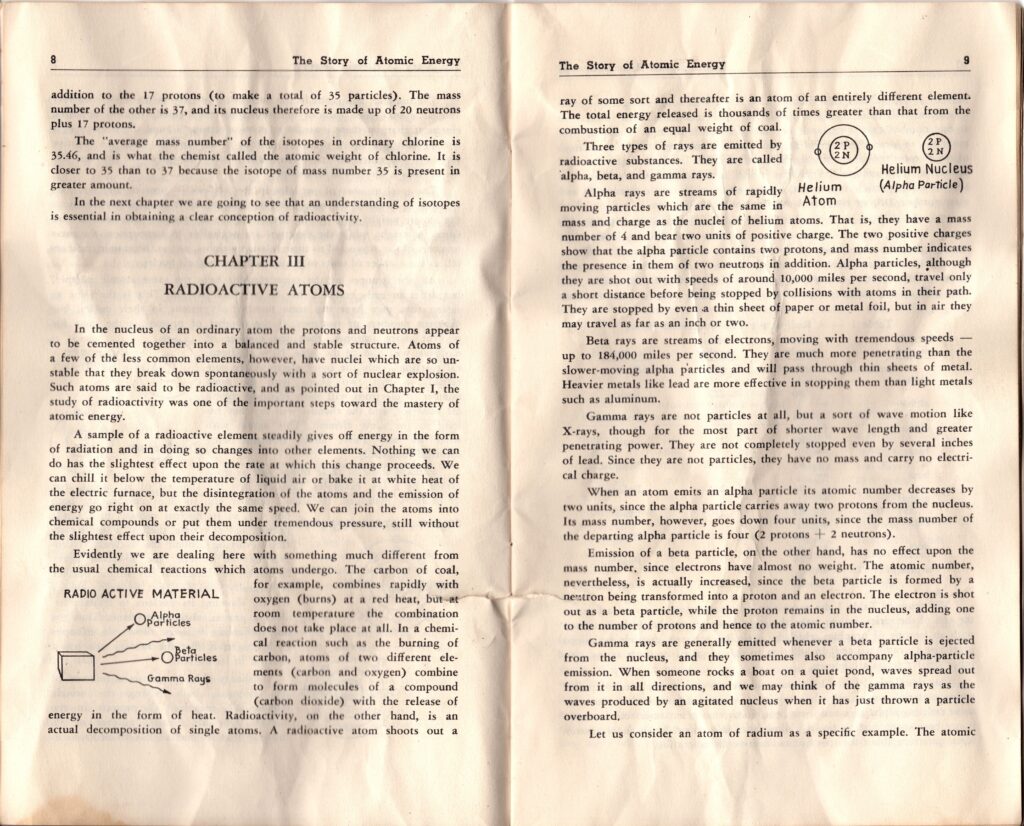 8
The Story of Atomic Energy
addition to the 17 protons (to make a total of 35 particles). The mass
number of the other is 37, and its nucleus therefore is made up of 20 neutrons
plus 17 protons.
The "average mass number" of the isotopes in ordinary chlorine is
35.46, and is what the chemist called the atomic weight of chlorine. It is
closer to 35 than to 37 because the isotope of mass number 35 is present in
greater amount.
In the next chapter we are going to see that an understanding of isotopes
is essential in obtaining a clear conception of radioactivity.
CHAPTER III
RADIOACTIVE ATOMS
In the nucleus of an ordinary atom the protons and neutrons appear
to be cemented together into a balanced and stable structure. Atoms of
a few of the less common elements, however, have nuclei which are so un-
stable that they break down spontaneously with a sort of nuclear explosion.
Such atoms are said to be radioactive, and as pointed out in Chapter I, the
study of radioactivity was one of the important steps toward the mastery of
atomic energy.
A sample of a radioactive element steadily gives off energy in the form
of radiation and in doing so changes into other elements. Nothing we can
do has the slightest effect upon the rate at which this change proceeds. We
can chill it below the temperature of liquid air or bake it at white heat of
the electric furnace, but the disintegration of the atoms and the emission of
energy go right on at exactly the same speed. We can join the atoms into
chemical compounds or put them under tremendous pressure, still without
the slightest effect upon their decomposition.
Evidently we are dealing here with something much different from
the usual chemical reactions which atoms undergo. The carbon of coal,
for example, combines rapidly with
oxygen (burns) at a red heat, but at
room temperature the combination
does not take place at all. In a chemi-
cal reaction such as the burning of
carbon, atoms of two different ele-
ments (carbon and oxygen) combine
to form molecules of a compound
(carbon dioxide) with the release of
energy in the form of heat. Radioactivity, on the other hand, is an
actual decomposition of single atoms. A radioactive atom shoots out a
RADIO ACTIVE MATERIAL
Alpha
Particles
Beta
Particles
Gamma Rays
The Story of Atomic Energy
9
ray of some sort and thereafter is an atom of an entirely different element.
The total energy released is thousands of times greater than that from the
combustion of an equal weight of coal.
Three types of rays are emitted by
radioactive substances. They are called
alpha, beta, and gamma rays.
Alpha rays are streams of rapidly
moving particles which are the same in
2 P
2 N
Helium
Atom
2 P
2 N
Helium Nucleus
(Alpha Particle)
mass and charge as the nuclei of helium atoms. That is, they have a mass
number of 4 and bear two units of positive charge. The two positive charges
show that the alpha particle contains two protons, and mass number indicates
the presence in them of two neutrons in addition. Alpha particles, although
they are shot out with speeds of around 10,000 miles per second, travel only
a short distance before being stopped by collisions with atoms in their path.
They are stopped by even a thin sheet of paper or metal foil, but in air they
may travel as far as an inch or two.
Beta rays are streams of electrons, moving with tremendous speeds —
up to 184,000 miles per second. They are much more penetrating than the
slower-moving alpha particles and will pass through thin sheets of metal.
Heavier metals like lead are more effective in stopping them than light metals
such as aluminum.
Gamma rays are not particles at all, but a sort of wave motion like
X-rays, though for the most part of shorter wave length and greater
penetrating power. They are not completely stopped even by several inches
of lead. Since they are not particles, they have no mass and carry no electri-
cal charge.
When an atom emits an alpha particle its atomic number decreases by
two units, since the alpha particle carries away two protons from the nucleus.
Its mass number, however, goes down four units, since the mass number of
the departing alpha particle is four (2 protons + 2 neutrons).
Emission of a beta particle, on the other hand, has no effect upon the
mass number, since electrons have almost no weight. The atomic number,
nevertheless, is actually increased, since the beta particle is formed by a
neutron being transformed into a proton and an electron. The electron is shot
out as a beta particle, while the proton remains in the nucleus, adding one
to the number of protons and hence to the atomic number.
Gamma rays are generally emitted whenever a beta particle is ejected
from the nucleus, and they sometimes also accompany alpha-particle
emission. When someone rocks a boat on a quiet pond, waves spread out
from it in all directions, and we may think of the gamma rays as the
waves produced by an agitated nucleus when it has just thrown a particle
overboard.
Let us consider an atom of radium as a specific example. The atomic